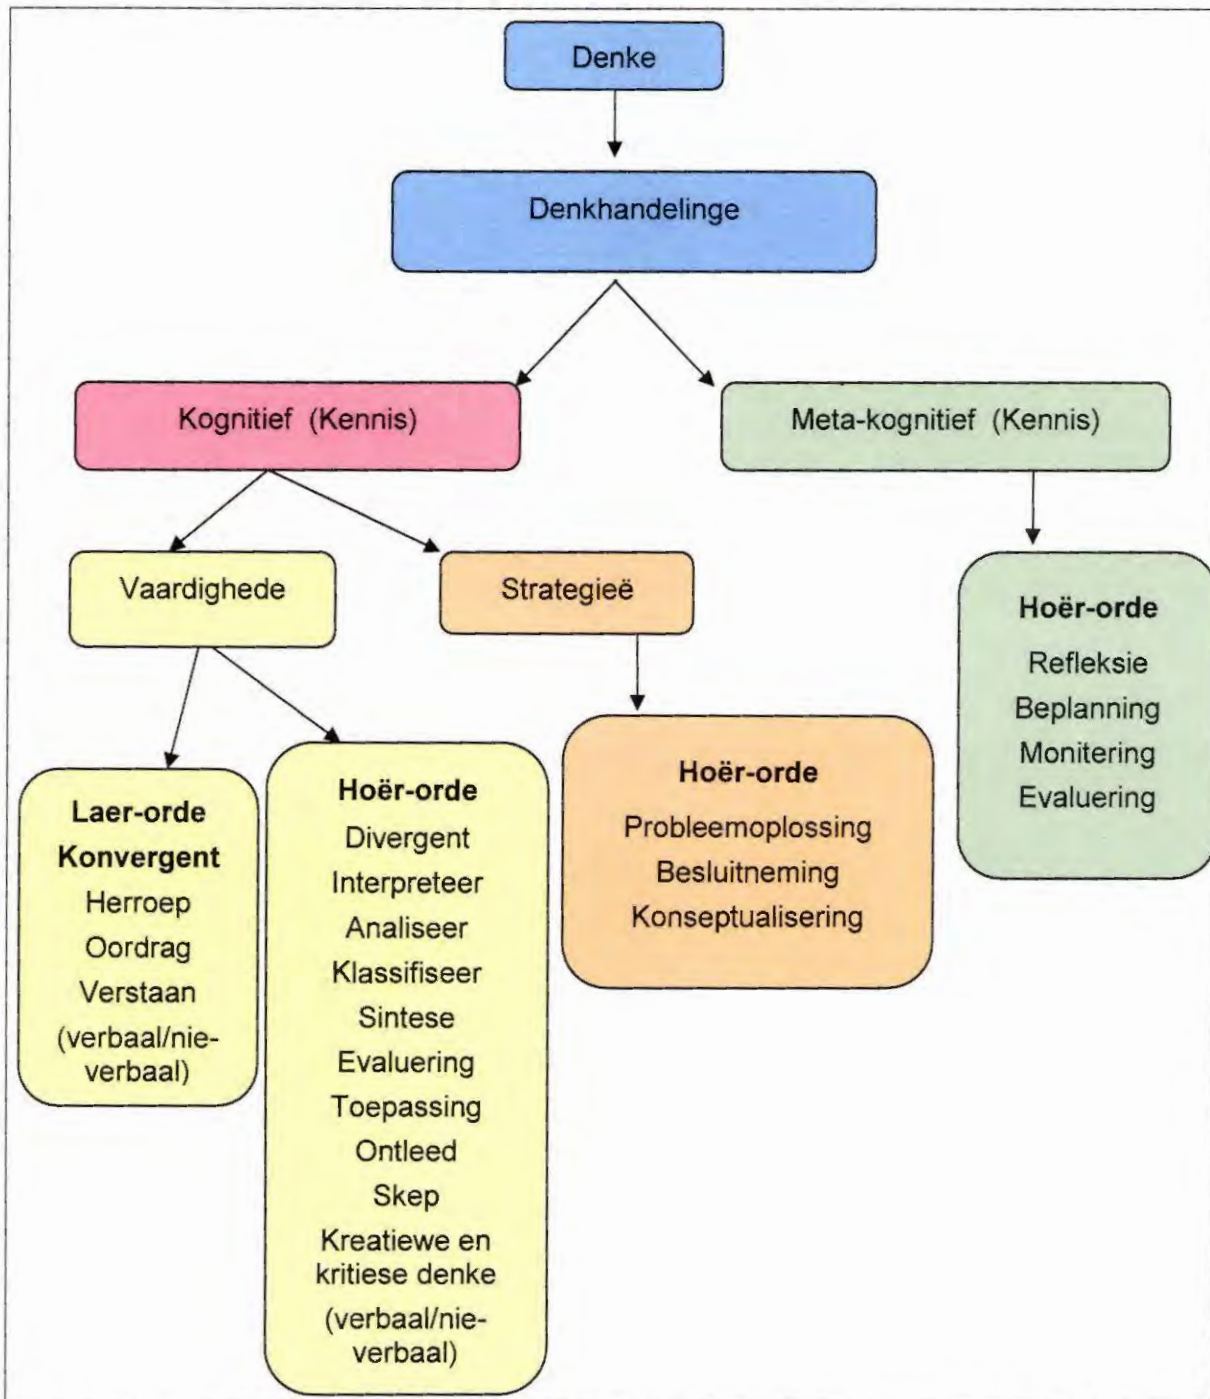 Denke
Denkhandelinge
Kognitief (Kennis)
Meta-kognitief (Kennis)
Vaardighede
Strategieë
Laer-orde
Konvergent
Herroep
Oordrag
Verstaan
(verbaal/nie-
verbaal)
Hoër-orde
Divergent
Interpreteer
Analiseer
Klassifiseer
Sintese
Evaluering
Toepassing
Ontleed
Skep
Kreatiewe en
kritiese denke
(verbaal/nie-
verbaal)
Hoër-orde
Probleemoplossing
Besluitneming
Konseptualisering
Hoër-orde
Refleksie
Beplanning
Monitering
Evaluering